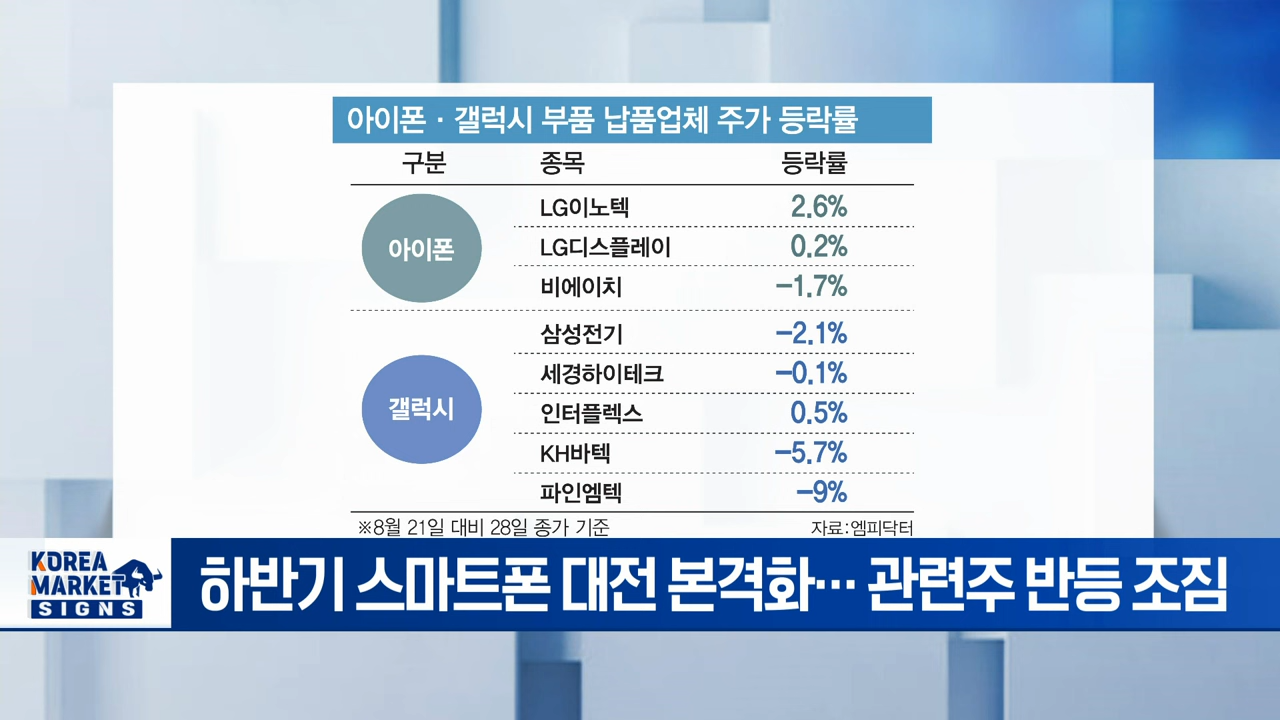 아이폰 · 갤럭시 부품 납품업체 주가 등락률
구분 종목 등락률
아이폰
LG이노텍 2.6%
LG디스플레이 0.2%
비에이치 -1.7%
갤럭시
삼성전기 -2.1%
세경하이테크 -0.1%
인터플렉스 0.5%
KH바텍 -5.7%
파인엠텍 -9%
※8월 21일 대비 28일 종가 기준 자료:엠피닥터
KOREA
MARKET
SIGNS
하반기 스마트폰 대전 본격화… 관련주 반등 조짐